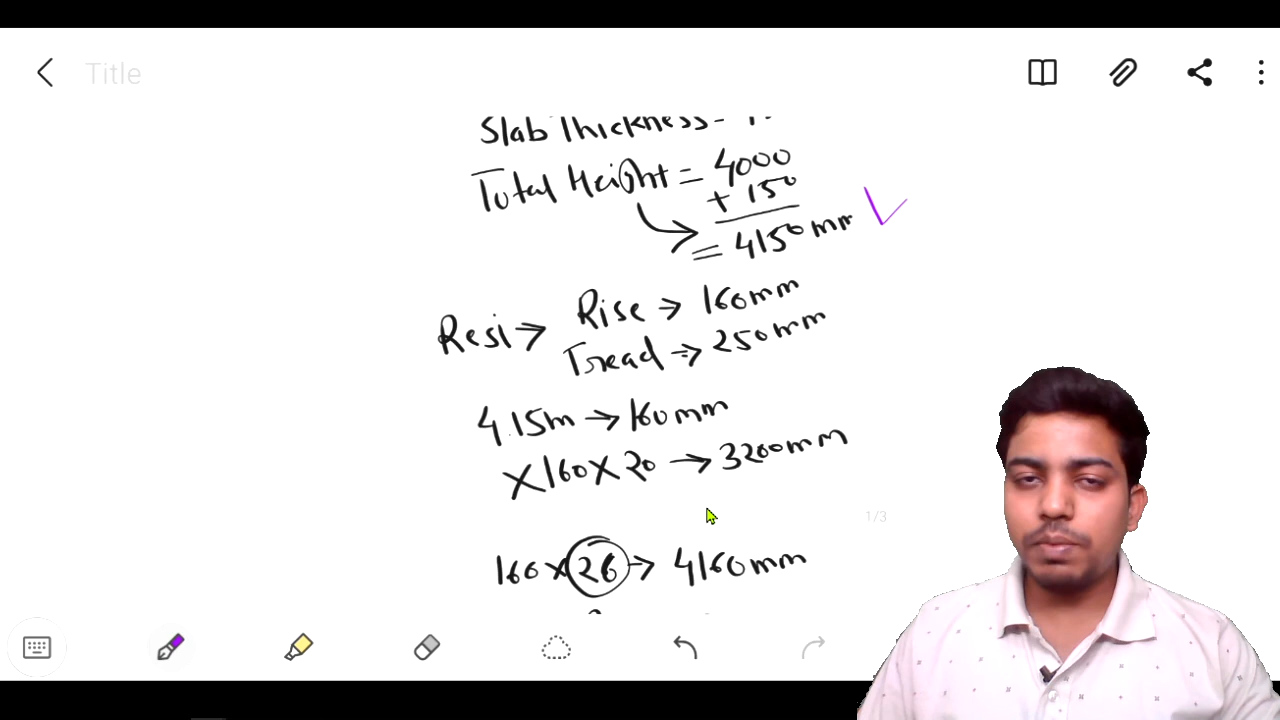 Title
Slab Thickness =
Total Height = 4000
+ 150
= 4150 mm
Resi → Rise → 160mm
Tread → 250mm
4.15m → 160mm
X 160 X 20 → 3200mm
1/3
160 X 26 → 4160mm